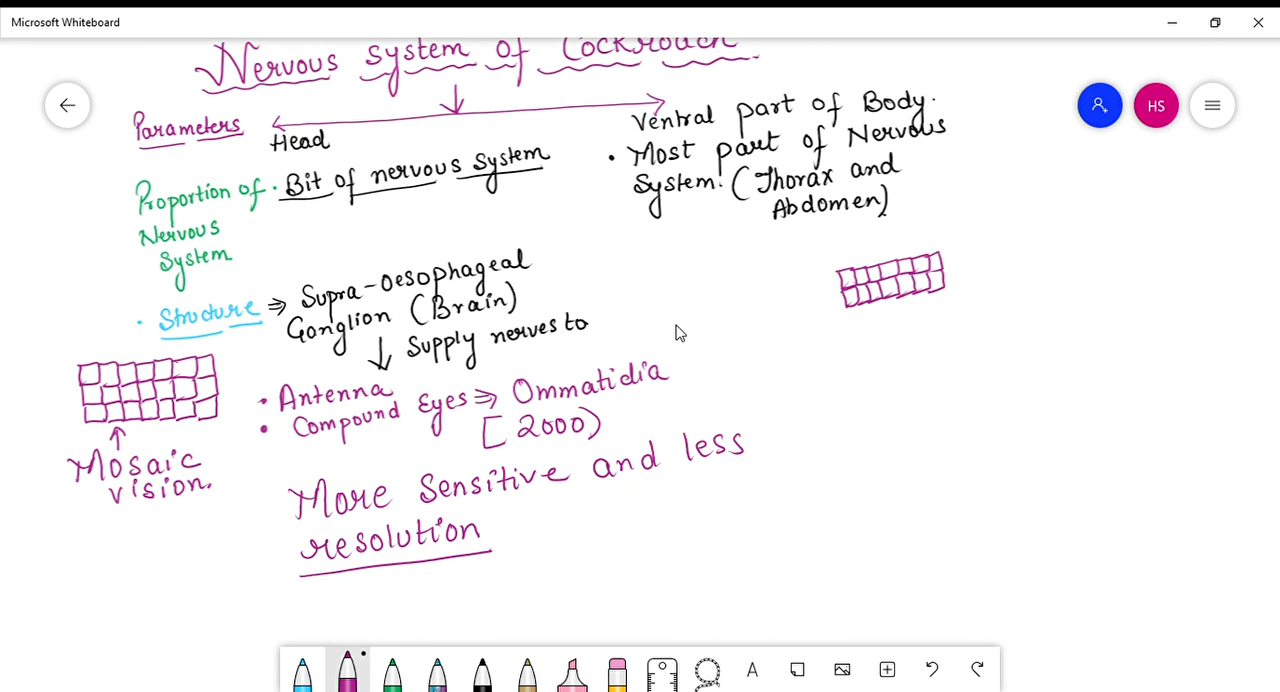 Microsoft Whiteboard
Nervous system of Cockroach
HS
Parameters
Head
Ventral part of Body.
Proportion of
Nervous
System
· Bit of nervous system
· Most part of Nervous
System. (Thorax and
Abdomen)
· Structure ⇒ Supra-Oesophageal
Ganglion (Brain)
↓ Supply nerves to
· Antenna
· Compound Eyes ⇒ Ommatidia
[2000)
Mosaic
vision.
More sensitive and less
resolution
A